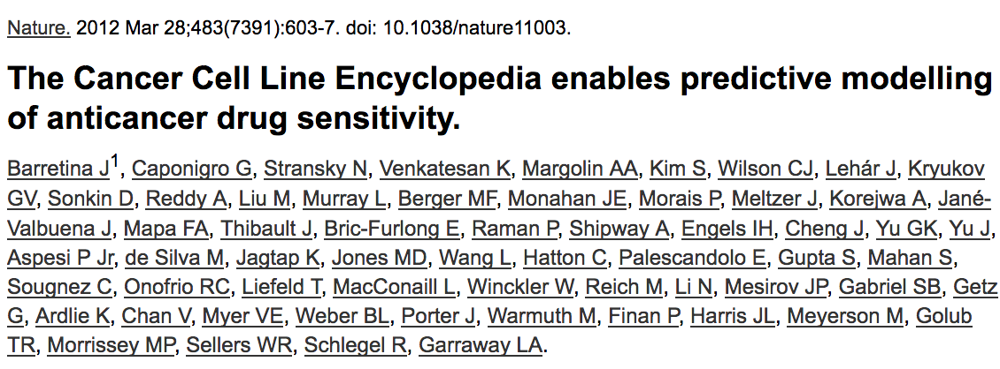 Nature. 2012 Mar 28;483(7391):603-7. doi: 10.1038/nature11003.
The Cancer Cell Line Encyclopedia enables predictive modelling
of anticancer drug sensitivity.
Barretina J1, Caponigro G, Stransky N, Venkatesan K, Margolin AA, Kim S, Wilson CJ, Lehár J, Kryukov
GV, Sonkin D, Reddy A, Liu M, Murray L, Berger MF, Monahan JE, Morais P, Meltzer J, Korejwa A, Jané-
Valbuena J, Mapa FA, Thibault J, Bric-Furlong E, Raman P, Shipway A, Engels IH, Cheng J, Yu GK, Yu J,
Aspesi P Jr, de Silva M, Jagtap K, Jones MD, Wang L, Hatton C, Palescandolo E, Gupta S, Mahan S,
Sougnez C, Onofrio RC, Liefeld T, MacConaill L, Winckler W, Reich M, Li N, Mesirov JP, Gabriel SB, Getz
G, Ardlie K, Chan V, Myer VE, Weber BL, Porter J, Warmuth M, Finan P, Harris JL, Meyerson M, Golub
TR, Morrissey MP, Sellers WR, Schlegel R, Garraway LA.